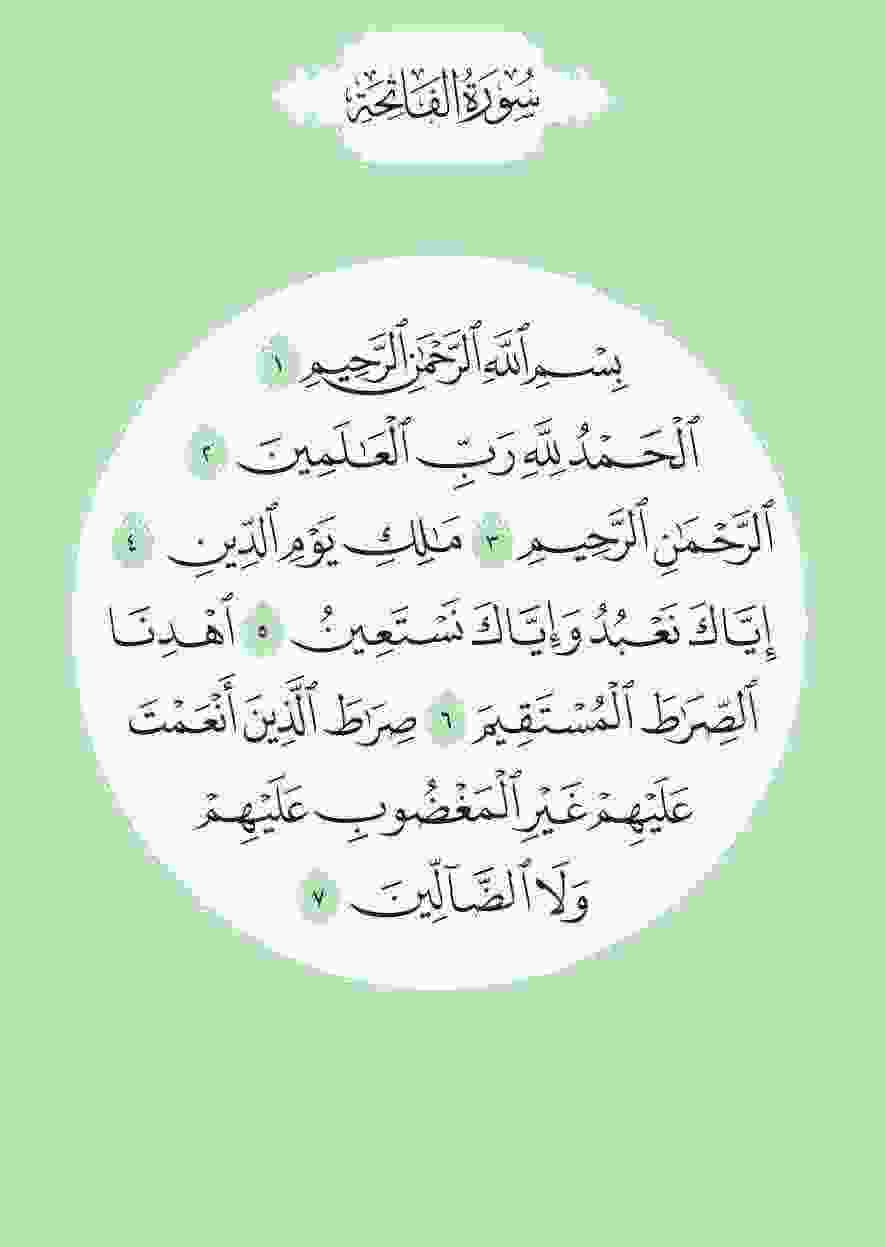 سُورَةُ الْفَاتِحَةِ
بِسْمِ ٱللَّهِ ٱلرَّحْمَٰنِ ٱلرَّحِيمِ ١
ٱلْحَمْدُ لِلَّهِ رَبِّ ٱلْعَٰلَمِينَ ٢
ٱلرَّحْمَٰنِ ٱلرَّحِيمِ ٣ مَٰلِكِ يَوْمِ ٱلدِّينِ ٤
إِيَّاكَ نَعْبُدُ وَإِيَّاكَ نَسْتَعِينُ ٥ ٱهْدِنَا
ٱلصِّرَٰطَ ٱلْمُسْتَقِيمَ ٦ صِرَٰطَ ٱلَّذِينَ أَنْعَمْتَ
عَلَيْهِمْ غَيْرِ ٱلْمَغْضُوبِ عَلَيْهِمْ
وَلَا ٱلضَّآلِّينَ ٧